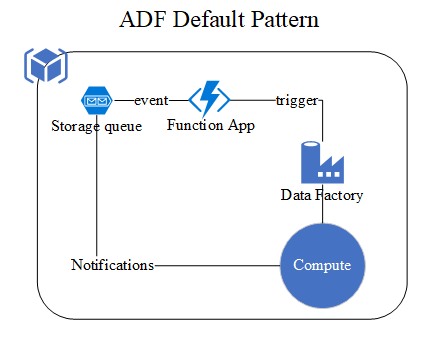 ADF Default Pattern
event
trigger
Storage queue
Function App
Data Factory
Notifications
Compute